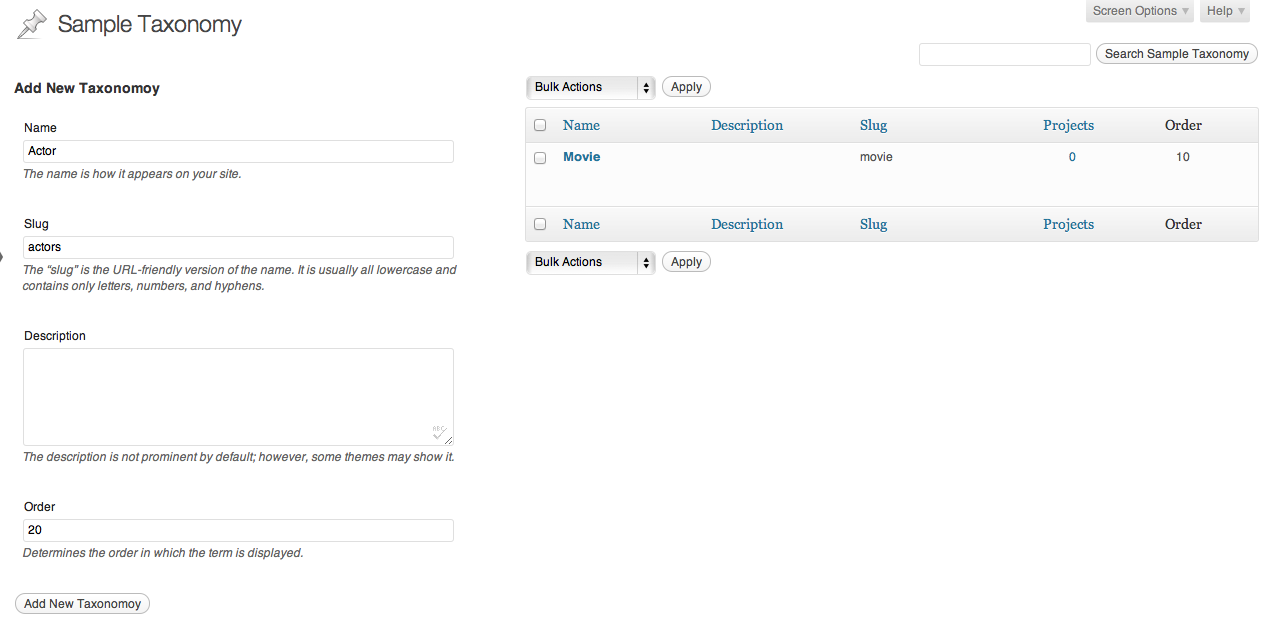 Sample Taxonomy
Screen Options
Help
Search Sample Taxonomy
Add New Taxonomoy
Name
Actor
The name is how it appears on your site.
Slug
actors
The “slug” is the URL-friendly version of the name. It is usually all lowercase and
contains only letters, numbers, and hyphens.
Description
ABC
The description is not prominent by default; however, some themes may show it.
Order
20
Determines the order in which the term is displayed.
Add New Taxonomoy
Bulk Actions Apply
Name Description Slug Projects Order
Movie movie 0 10
Name Description Slug Projects Order
Bulk Actions Apply